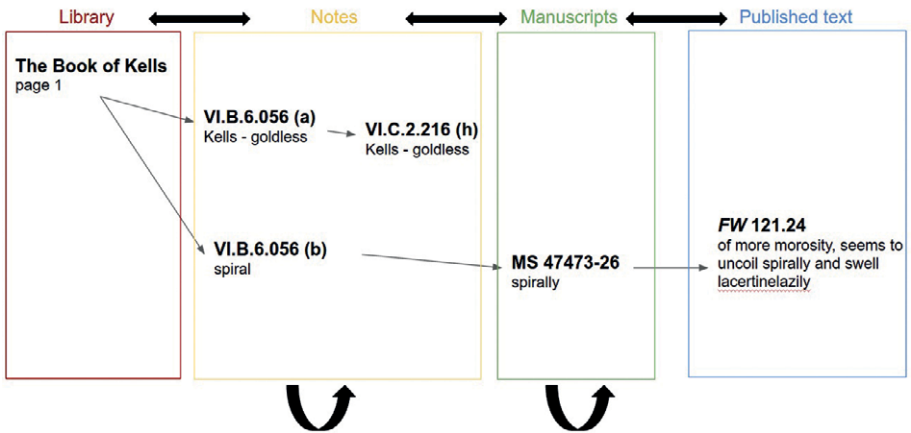 Library
Notes
Manuscripts
Published text
The Book of Kells
page 1
VI.B.6.056 (a)
Kells - goldless
VI.C.2.216 (h)
Kells - goldless
VI.B.6.056 (b)
spiral
MS 47473-26
spirally
FW 121.24
of more morosity, seems to
uncoil spirally and swell
lacertinelazily